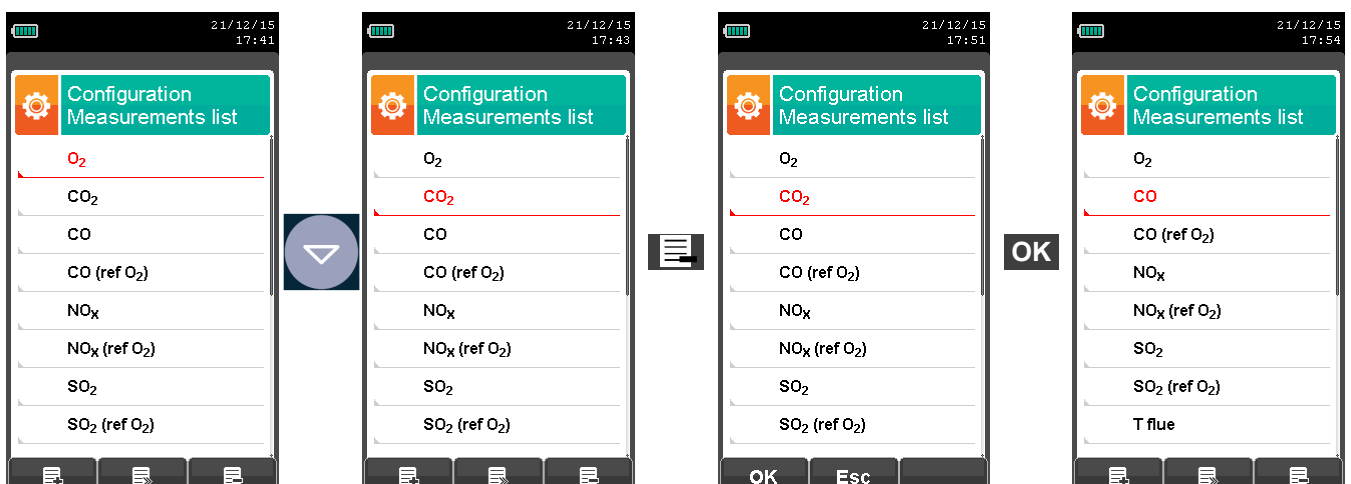 21/12/15
17:41
Configuration
Measurements list
O₂
CO₂
CO
CO (ref O₂)
NOx
NOx (ref O₂)
SO₂
SO₂ (ref O₂)
21/12/15
17:43
Configuration
Measurements list
O₂
CO₂
CO
CO (ref O₂)
NOx
NOx (ref O₂)
SO₂
SO₂ (ref O₂)
21/12/15
17:51
Configuration
Measurements list
O₂
CO₂
CO
CO (ref O₂)
NOx
NOx (ref O₂)
SO₂
SO₂ (ref O₂)
OK Esc
OK
21/12/15
17:54
Configuration
Measurements list
O₂
CO
CO (ref O₂)
NOx
NOx (ref O₂)
SO₂
SO₂ (ref O₂)
T flue